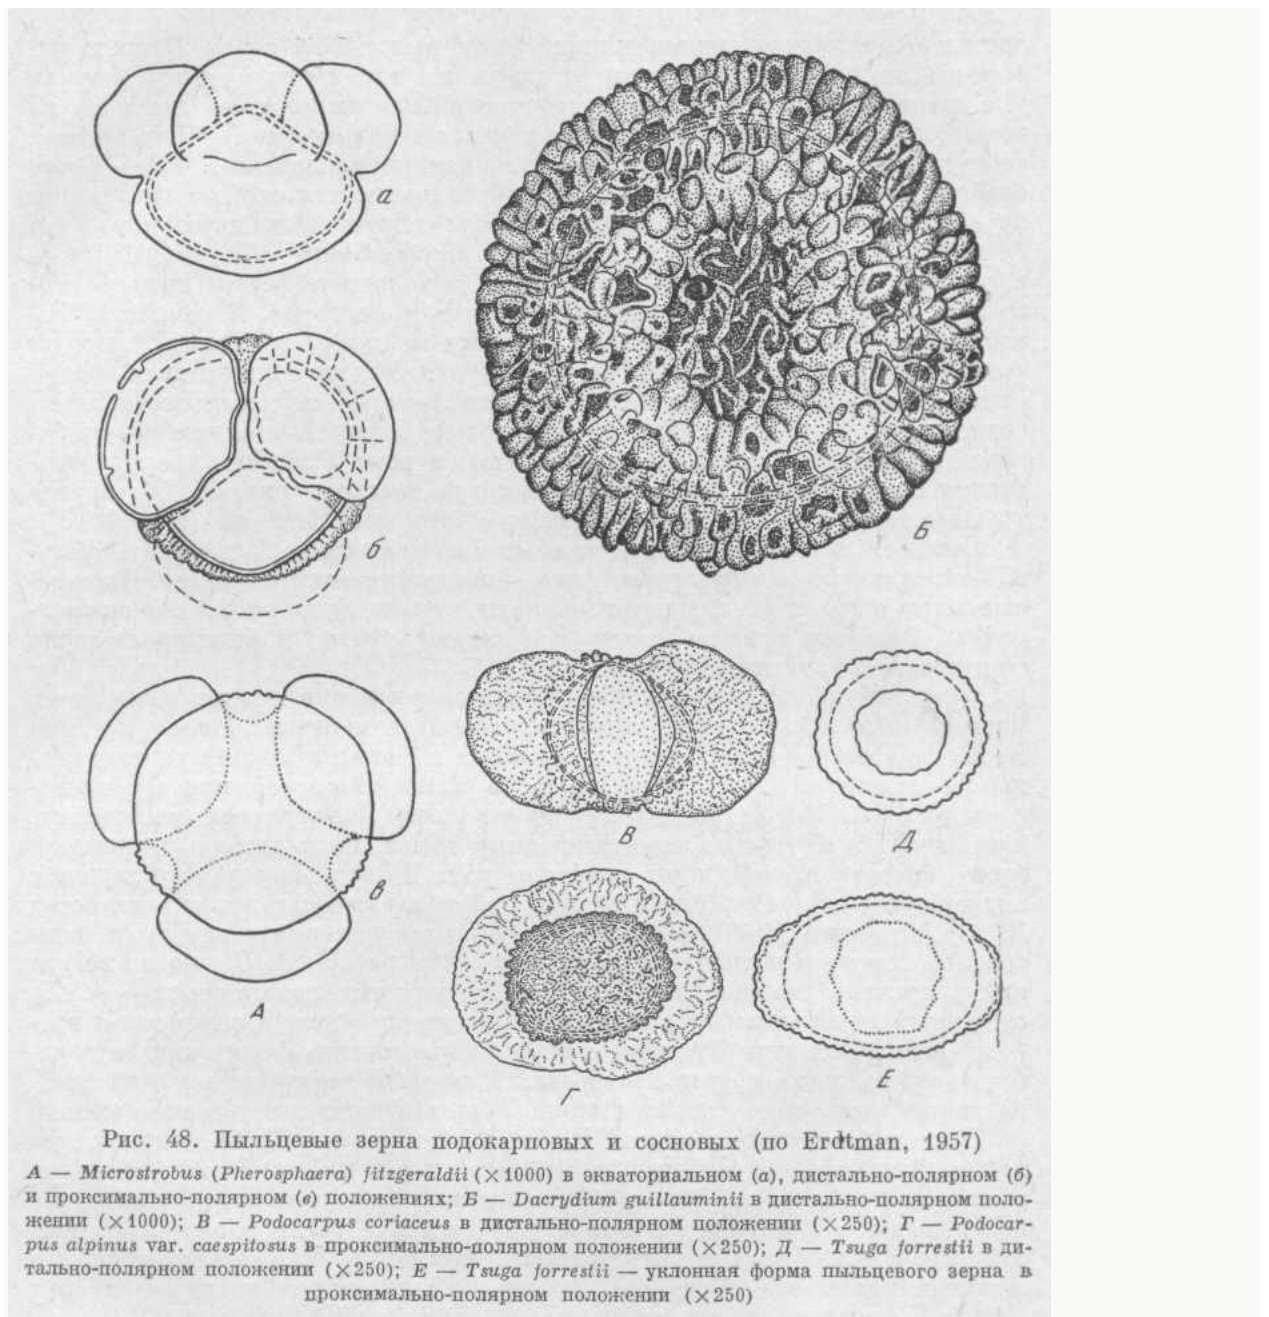 а
Б
б
в
В
Д
А
Г
Е
Рис. 48. Пыльцевые зерна подокарповых и сосновых (по Erdtman, 1957)
А — Microstrobus (Pherosphaera) fitzgeraldii (×1000) в экваториальном (а), дистально-полярном (б)
и проксимально-полярном (в) положениях; Б — Dacrydium guillauminii в дистально-полярном поло-
жении (×1000); В — Podocarpus coriaceus в дистально-полярном положении (×250); Г — Podocar-
pus alpinus var. caespitosus в проксимально-полярном положении (×250); Д — Tsuga forrestii в ди-
тально-полярном положении (×250); Е — Tsuga forrestii — уклонная форма пыльцевого зерна в
проксимально-полярном положении (×250)